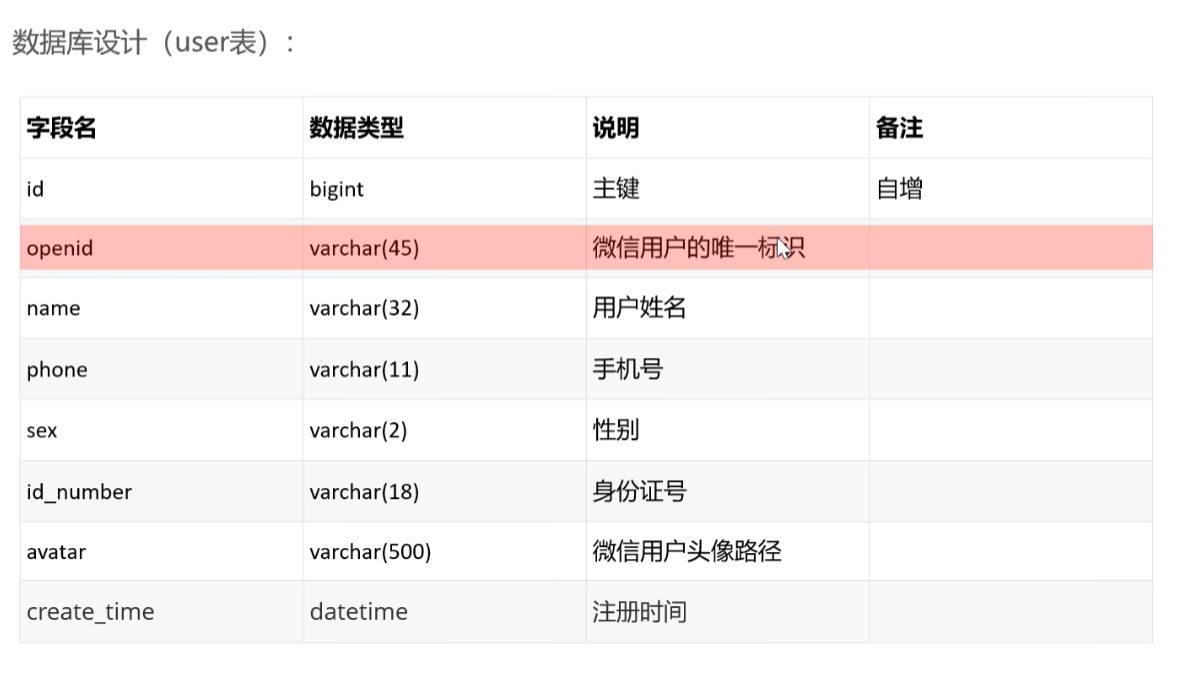 数据库设计（user表）：
字段名 数据类型 说明 备注
id bigint 主键 自增
openid varchar(45) 微信用户的唯一标识
name varchar(32) 用户姓名
phone varchar(11) 手机号
sex varchar(2) 性别
id_number varchar(18) 身份证号
avatar varchar(500) 微信用户头像路径
create_time datetime 注册时间